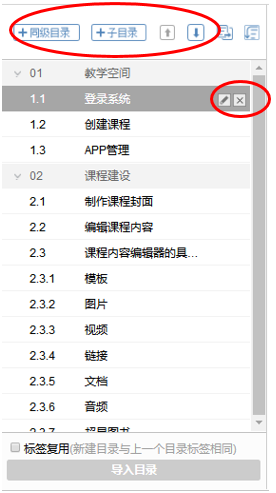 +同级目录 +子目录
01 教学空间
1.1 登录系统
1.2 创建课程
1.3 APP管理
02 课程建设
2.1 制作课程封面
2.2 编辑课程内容
2.3 课程内容编辑器的具...
2.3.1 模板
2.3.2 图片
2.3.3 视频
2.3.4 链接
2.3.5 文档
2.3.6 音频
2.3.7 超星图书
标签复用(新建目录与上一个目录标签相同)
导入目录